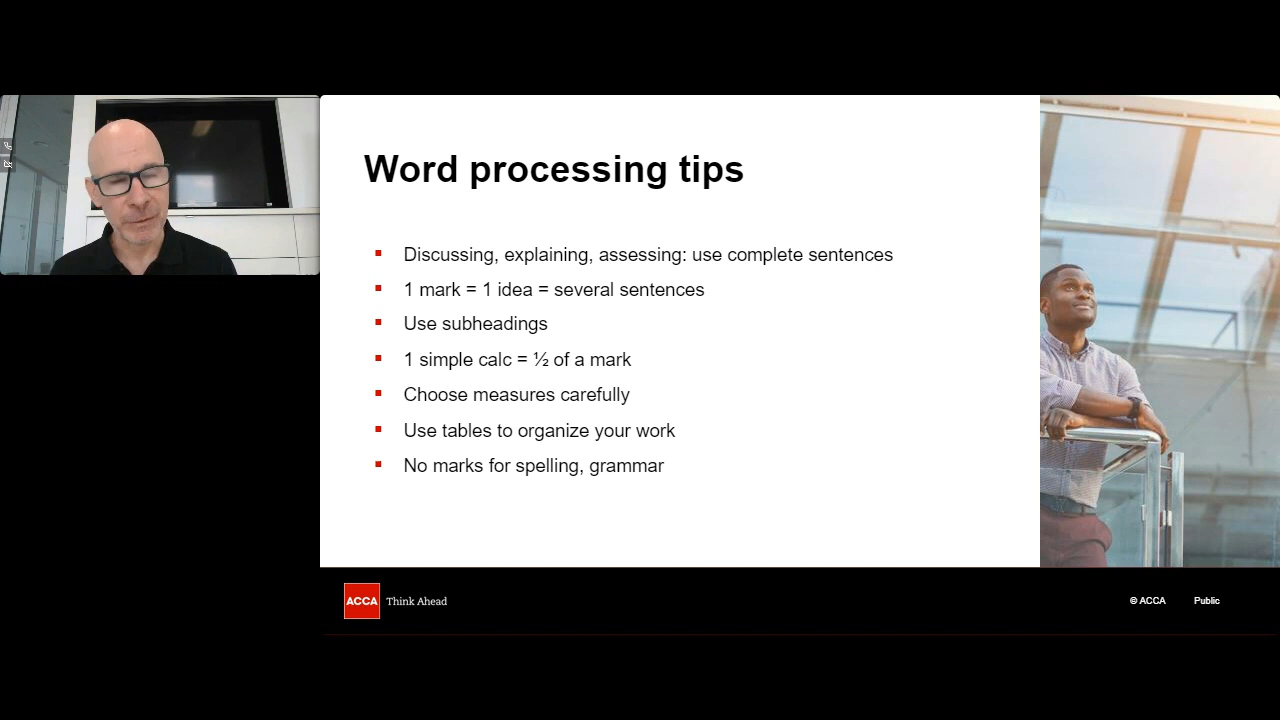 Word processing tips
Discussing, explaining, assessing: use complete sentences
1 mark = 1 idea = several sentences
Use subheadings
1 simple calc = ½ of a mark
Choose measures carefully
Use tables to organize your work
No marks for spelling, grammar
ACCA Think Ahead
© ACCA Public